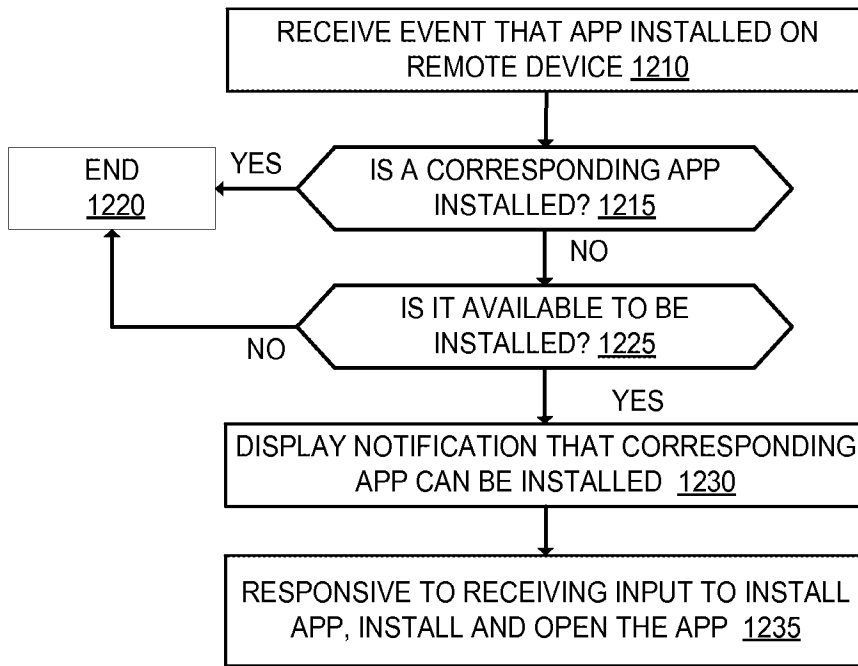 RECEIVE EVENT THAT APP INSTALLED ON
REMOTE DEVICE 1210
END
1220
YES
IS A CORRESPONDING APP
INSTALLED? 1215
NO
IS IT AVAILABLE TO BE
INSTALLED? 1225
NO
YES
DISPLAY NOTIFICATION THAT CORRESPONDING
APP CAN BE INSTALLED 1230
RESPONSIVE TO RECEIVING INPUT TO INSTALL
APP, INSTALL AND OPEN THE APP 1235